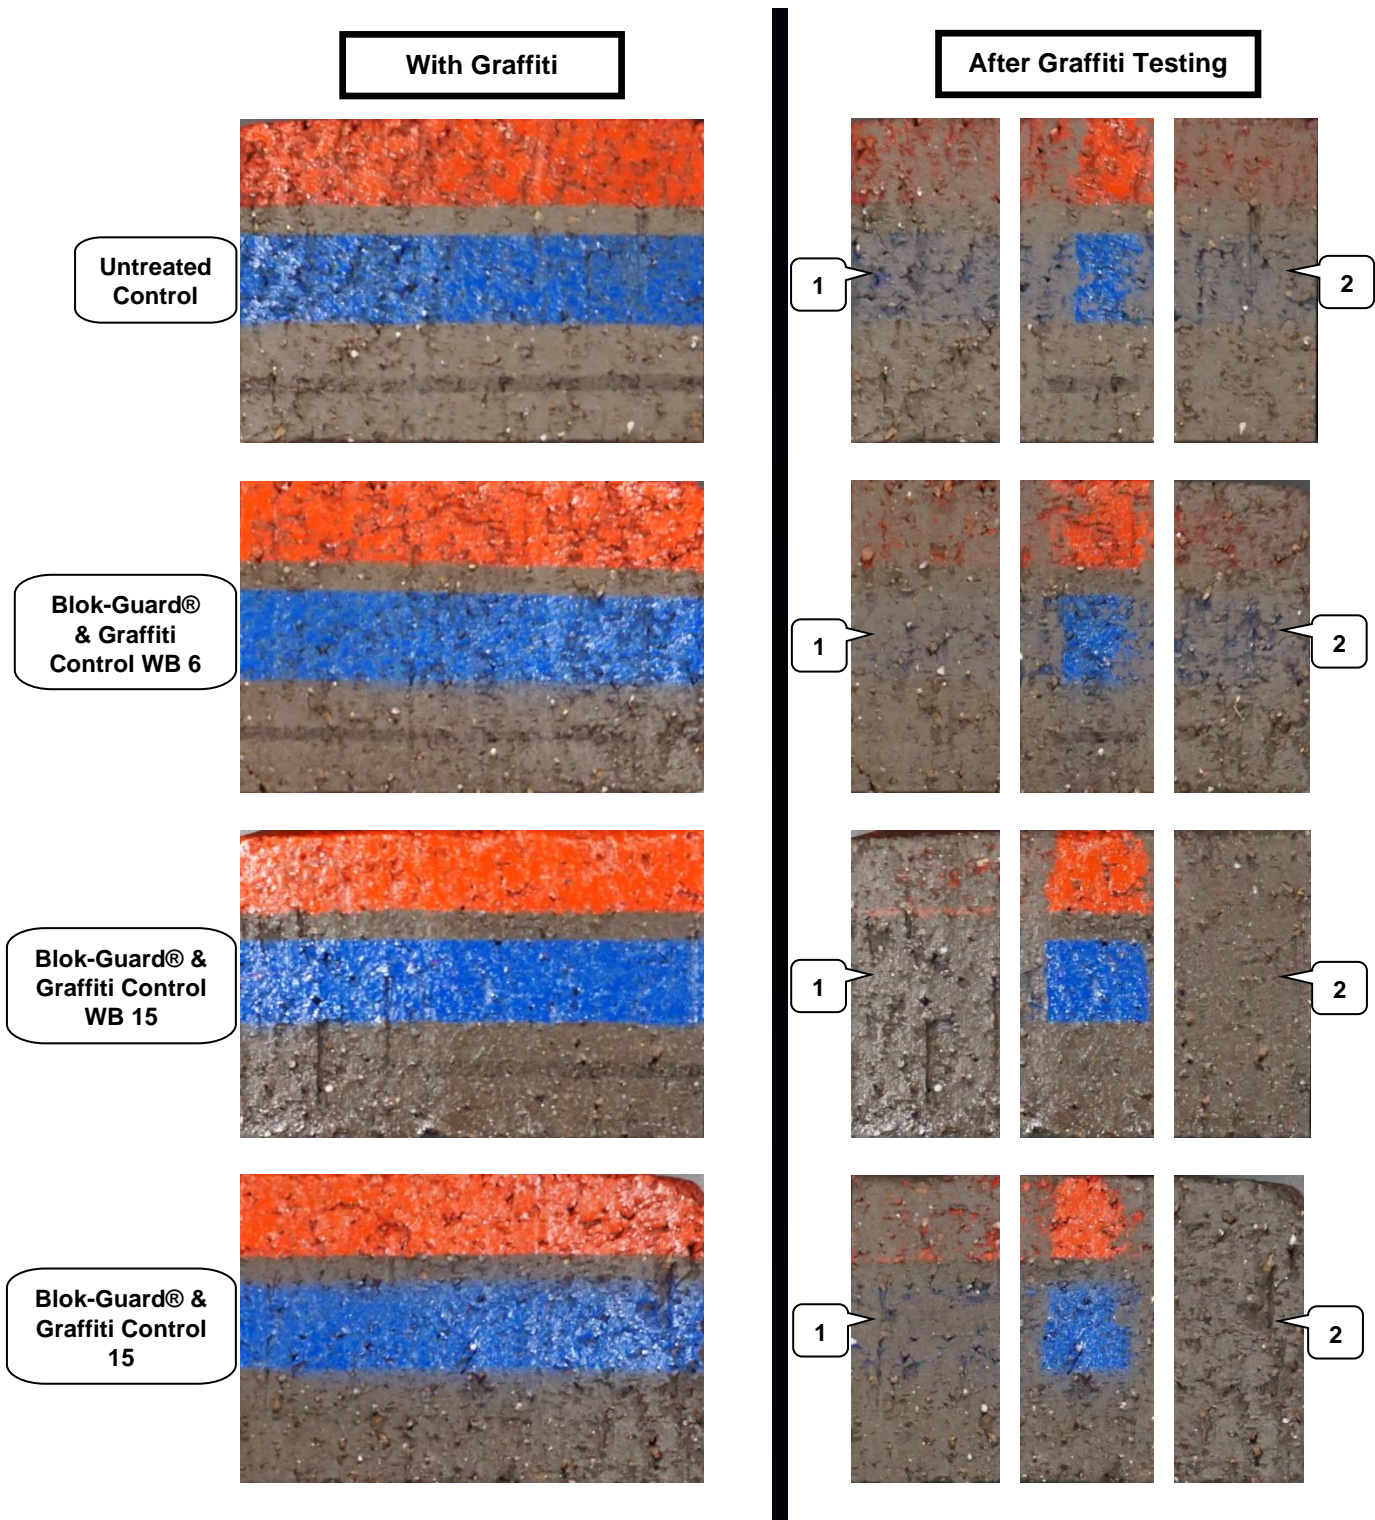 With Graffiti
After Graffiti Testing
Untreated
Control
1
2
Blok-Guard®
& Graffiti
Control WB 6
1
2
Blok-Guard® &
Graffiti Control
WB 15
1
2
Blok-Guard® &
Graffiti Control
15
1
2